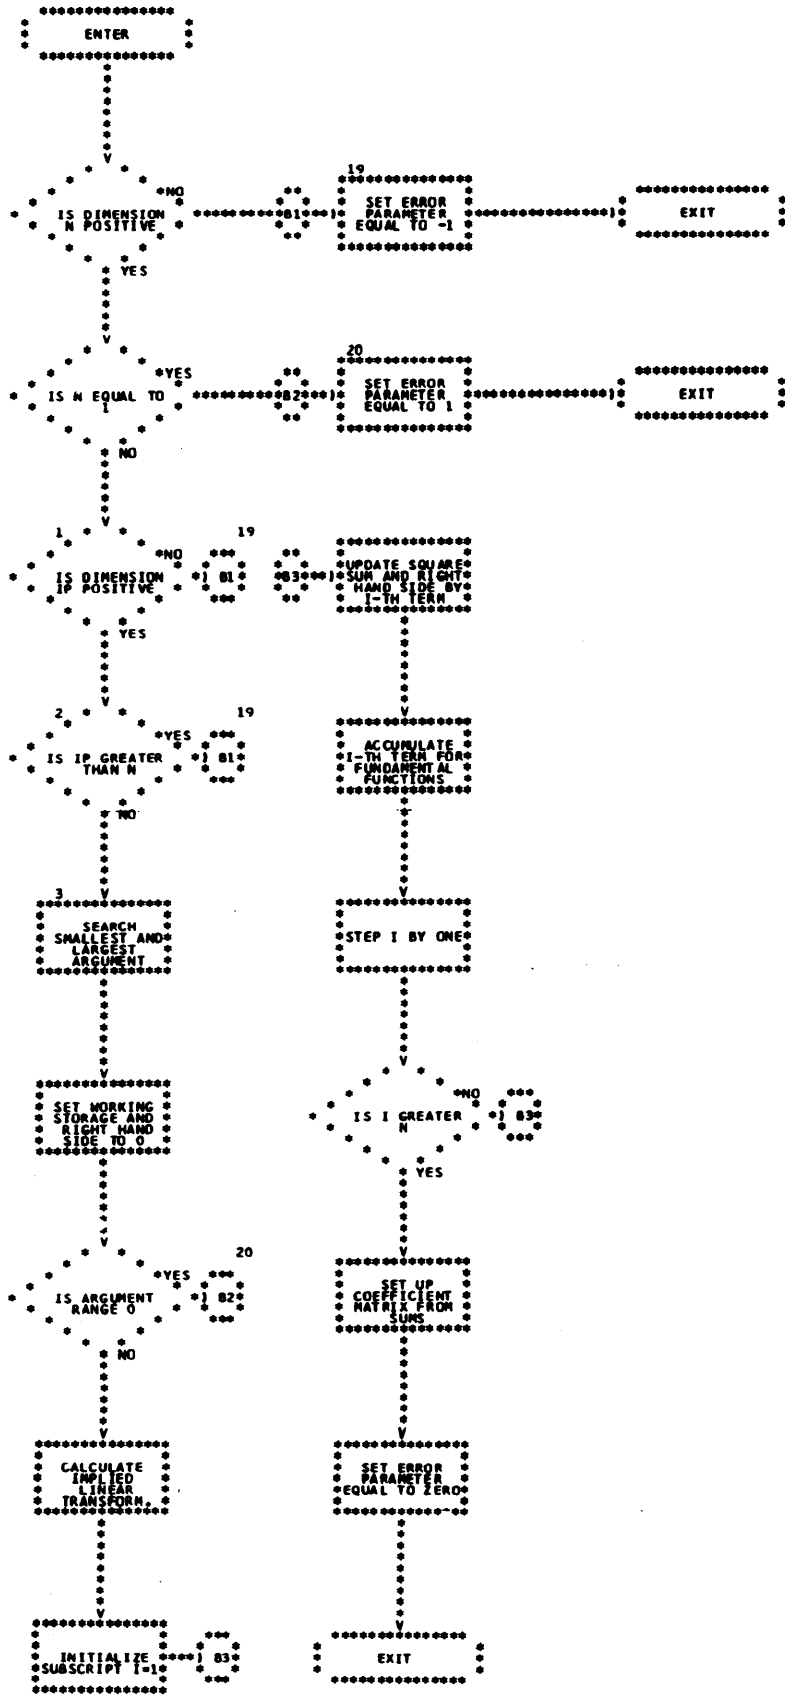 ENTER
IS DIMENSION
N POSITIVE
NO
YES
B1
19
SET ERROR
PARAMETER
EQUAL TO -1
EXIT
IS N EQUAL TO
1
YES
NO
B2
20
SET ERROR
PARAMETER
EQUAL TO 1
EXIT
1
IS DIMENSION
IP POSITIVE
NO
YES
19
B1
2
IS IP GREATER
THAN N
YES
NO
19
B1
3
SEARCH
SMALLEST AND
LARGEST
ARGUMENT
SET WORKING
STORAGE AND
RIGHT HAND
SIDE TO 0
IS ARGUMENT
RANGE 0
YES
NO
20
B2
CALCULATE
IMPLIED
LINEAR
TRANSFORM.
INITIALIZE
SUBSCRIPT I=1
B3
B3
UPDATE SQUARE
SUM AND RIGHT
HAND SIDE BY
I-TH TERM
ACCUMULATE
I-TH TERM FOR
FUNDAMENTAL
FUNCTIONS
STEP I BY ONE
IS I GREATER
N
NO
YES
B3
SET UP
COEFFICIENT
MATRIX FROM
SUMS
SET ERROR
PARAMETER
EQUAL TO ZERO
EXIT